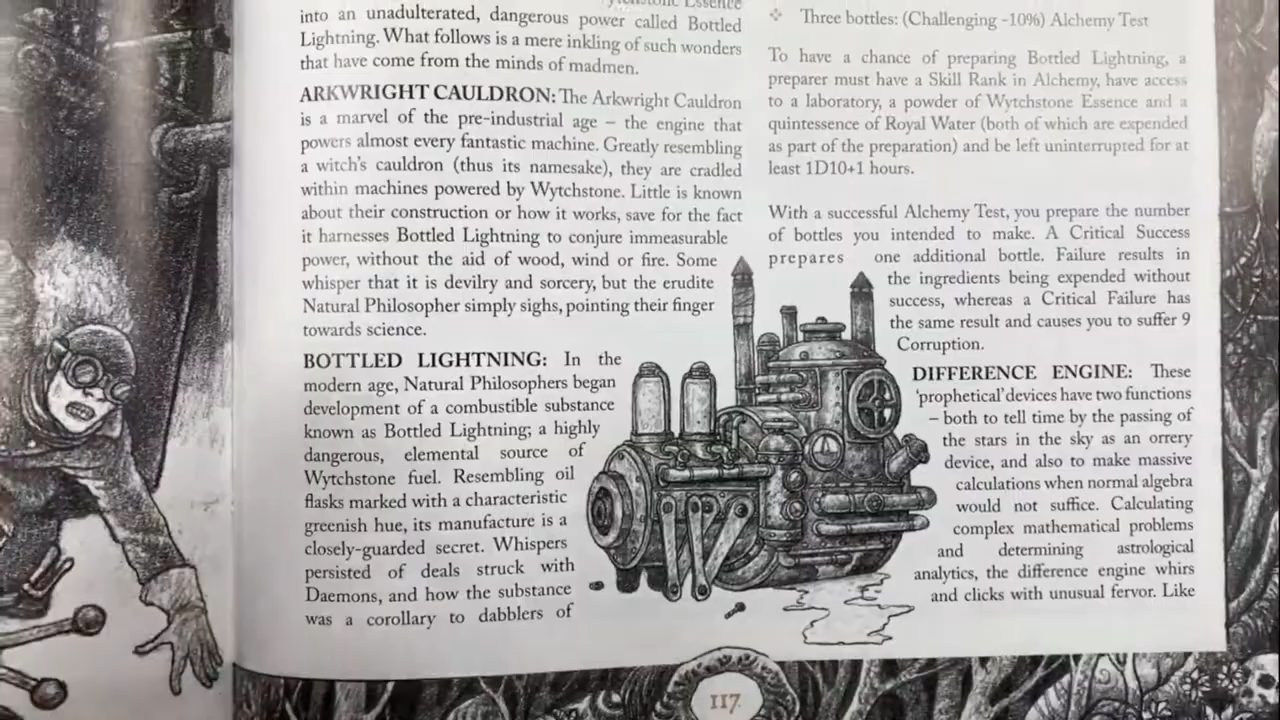 into an unadulterated, dangerous power called Bottled
Lightning. What follows is a mere inkling of such wonders
that have come from the minds of madmen.
ARKWRIGHT CAULDRON: The Arkwright Cauldron
is a marvel of the pre-industrial age – the engine that
powers almost every fantastic machine. Greatly resembling
a witch's cauldron (thus its namesake), they are cradled
within machines powered by Wytchstone. Little is known
about their construction or how it works, save for the fact
it harnesses Bottled Lightning to conjure immeasurable
power, without the aid of wood, wind or fire. Some
whisper that it is devilry and sorcery, but the erudite
Natural Philosopher simply sighs, pointing their finger
towards science.
BOTTLED LIGHTNING: In the
modern age, Natural Philosophers began
development of a combustible substance
known as Bottled Lightning; a highly
dangerous, elemental source of
Wytchstone fuel. Resembling oil
flasks marked with a characteristic
greenish hue, its manufacture is a
closely-guarded secret. Whispers
persisted of deals struck with
Daemons, and how the substance
was a corollary to dabblers of
Three bottles: (Challenging -10%) Alchemy Test
To have a chance of preparing Bottled Lightning, a
preparer must have a Skill Rank in Alchemy, have access
to a laboratory, a powder of Wytchstone Essence and a
quintessence of Royal Water (both of which are expended
as part of the preparation) and be left uninterrupted for at
least 1D10+1 hours.
With a successful Alchemy Test, you prepare the number
of bottles you intended to make. A Critical Success
prepares one additional bottle. Failure results in
the ingredients being expended without
success, whereas a Critical Failure has
the same result and causes you to suffer 9
Corruption.
DIFFERENCE ENGINE: These
'prophetical' devices have two functions
– both to tell time by the passing of
the stars in the sky as an orrery
device, and also to make massive
calculations when normal algebra
would not suffice. Calculating
complex mathematical problems
and determining astrological
analytics, the difference engine whirs
and clicks with unusual fervor. Like
117